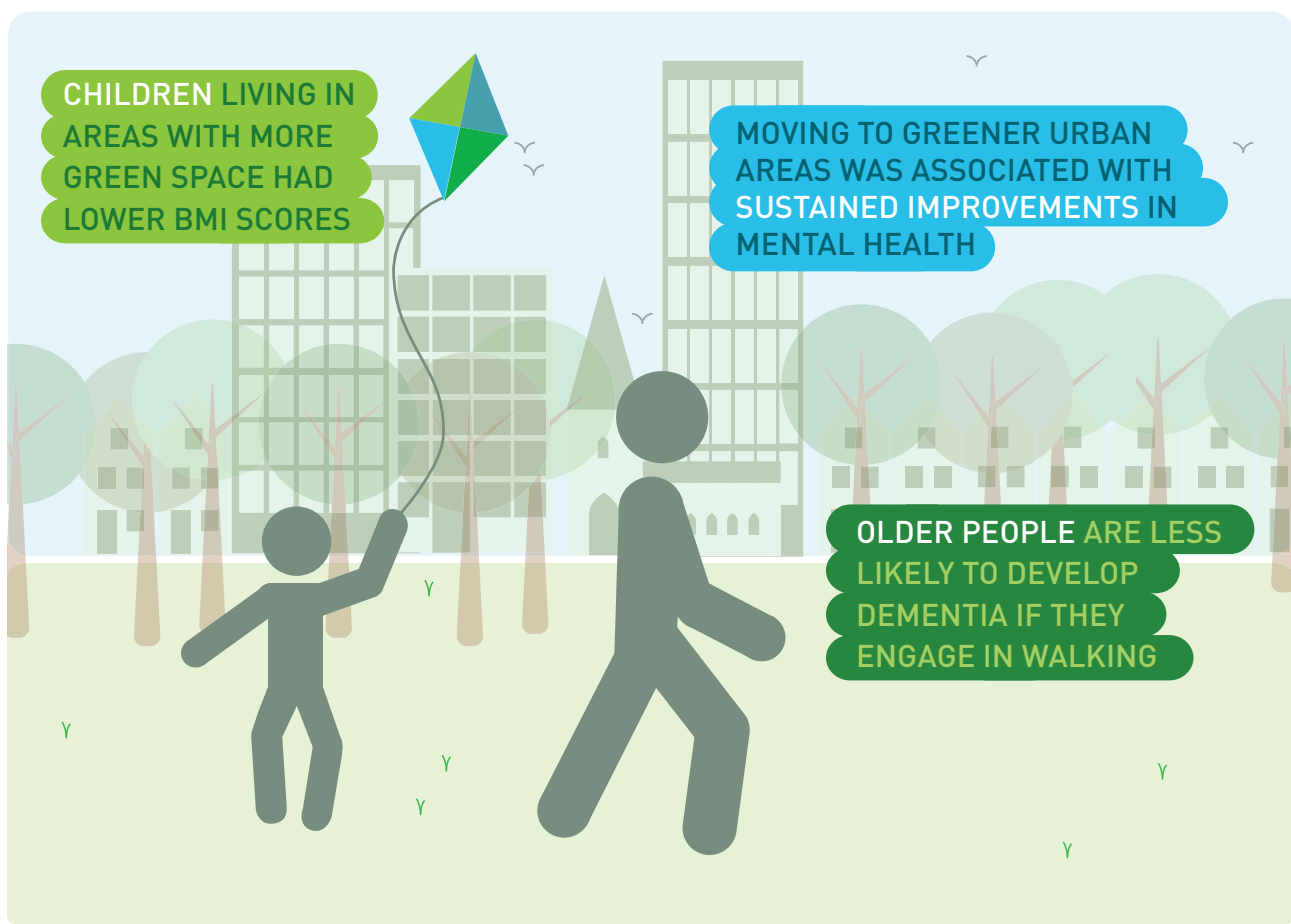 CHILDREN LIVING IN
AREAS WITH MORE
GREEN SPACE HAD
LOWER BMI SCORES
MOVING TO GREENER URBAN
AREAS WAS ASSOCIATED WITH
SUSTAINED IMPROVEMENTS IN
MENTAL HEALTH
OLDER PEOPLE ARE LESS
LIKELY TO DEVELOP
DEMENTIA IF THEY
ENGAGE IN WALKING